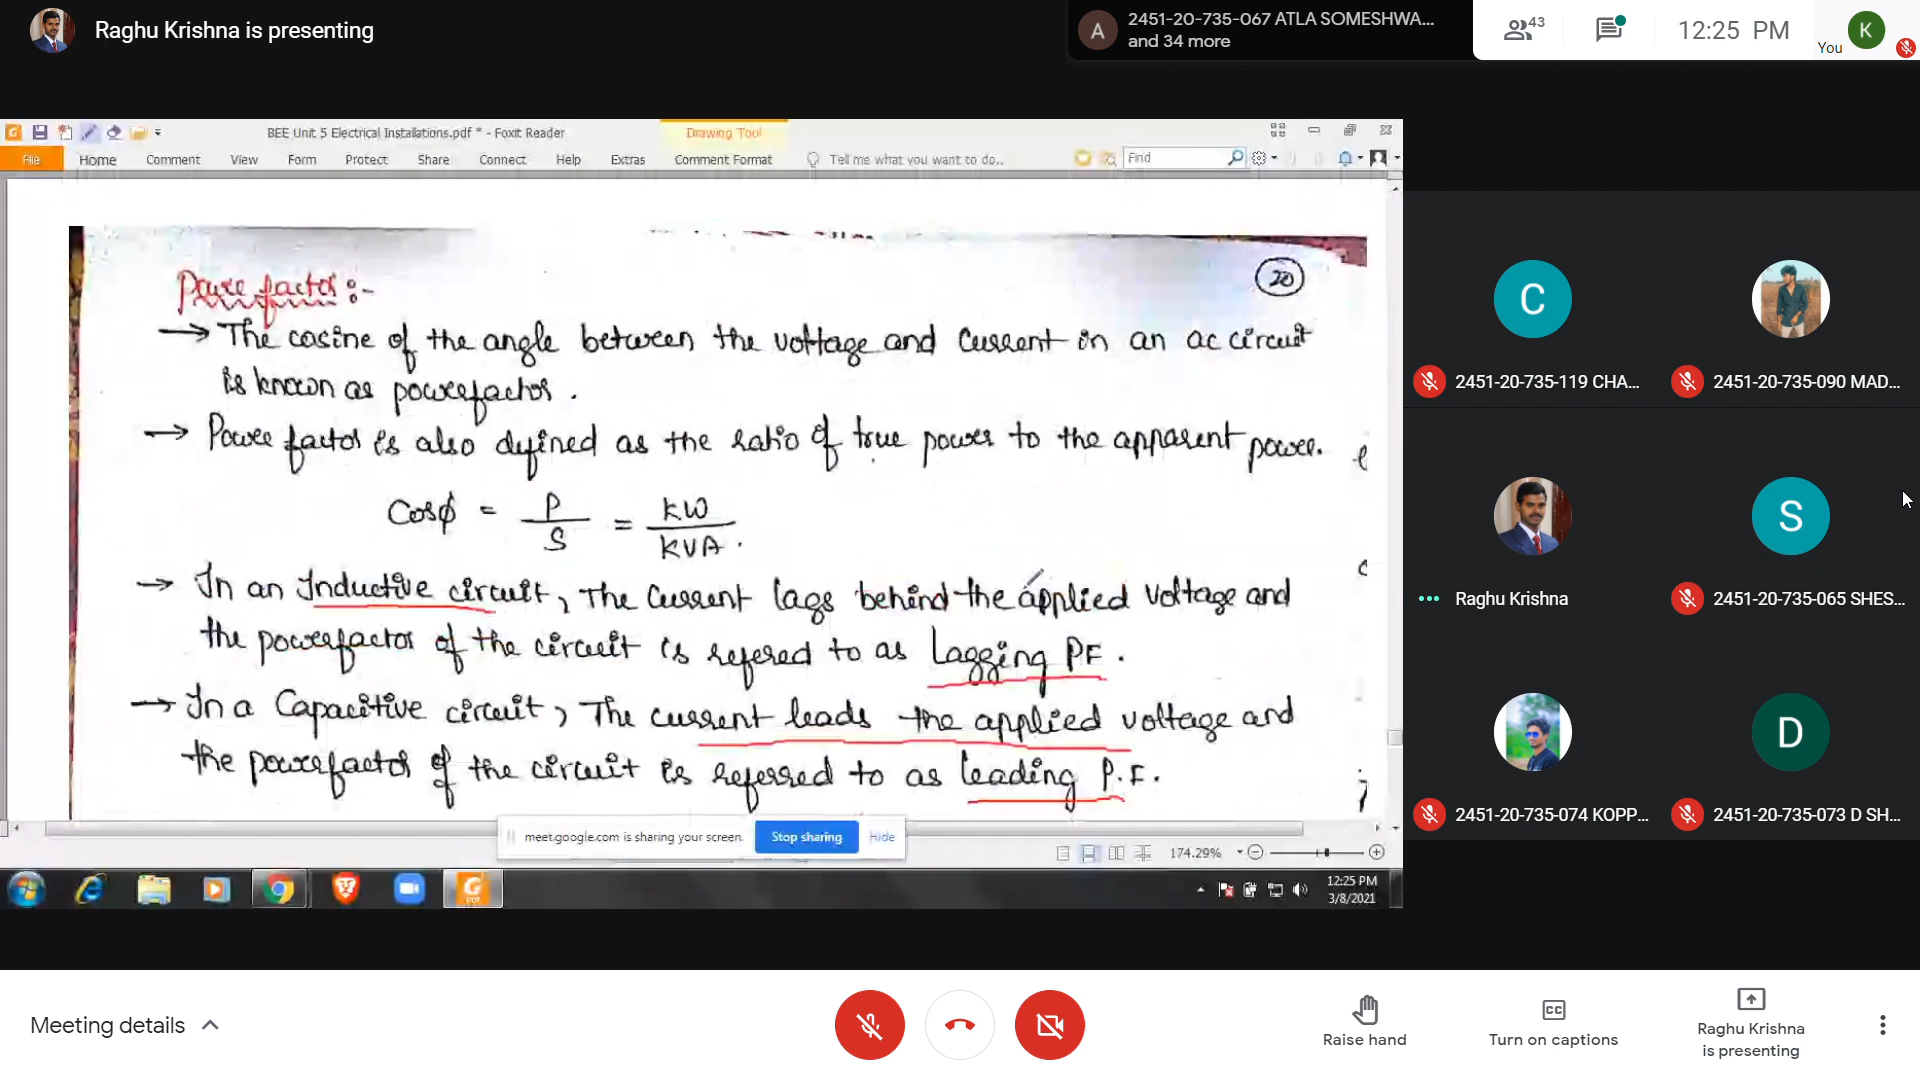 Raghu Krishna is presenting
A
2451-20-735-067 ATLA SOMESHWA...
and 34 more
43
12:25 PM
You
K
BEE Unit 5 Electrical Installations.pdf * - Foxit Reader
Drawing Tool
File Home Comment View Form Protect Share Connect Help Extras Comment Format Tell me what you want to do.. Find
20
Power factor :-
→ The cosine of the angle between the voltage and Current in an ac circuit
is known as powerfactor.
→ Power factor is also defined as the ratio of true power to the apparent power.
Cosφ = P/S = KW/KVA.
→ In an Inductive circuit, The Current lags behind the applied voltage and
the powerfactor of the circuit is refered to as Lagging PF.
→ In a Capacitive circuit, The current leads the applied voltage and
the powerfactor of the circuit is referred to as leading P.F.
meet.google.com is sharing your screen. Stop sharing Hide
174.29%
12:25 PM
3/8/2021
C
2451-20-735-119 CHA...
2451-20-735-090 MAD...
Raghu Krishna
S
2451-20-735-065 SHES...
2451-20-735-074 KOPP...
D
2451-20-735-073 D SH...
Meeting details
Raise hand
CC
Turn on captions
Raghu Krishna
is presenting